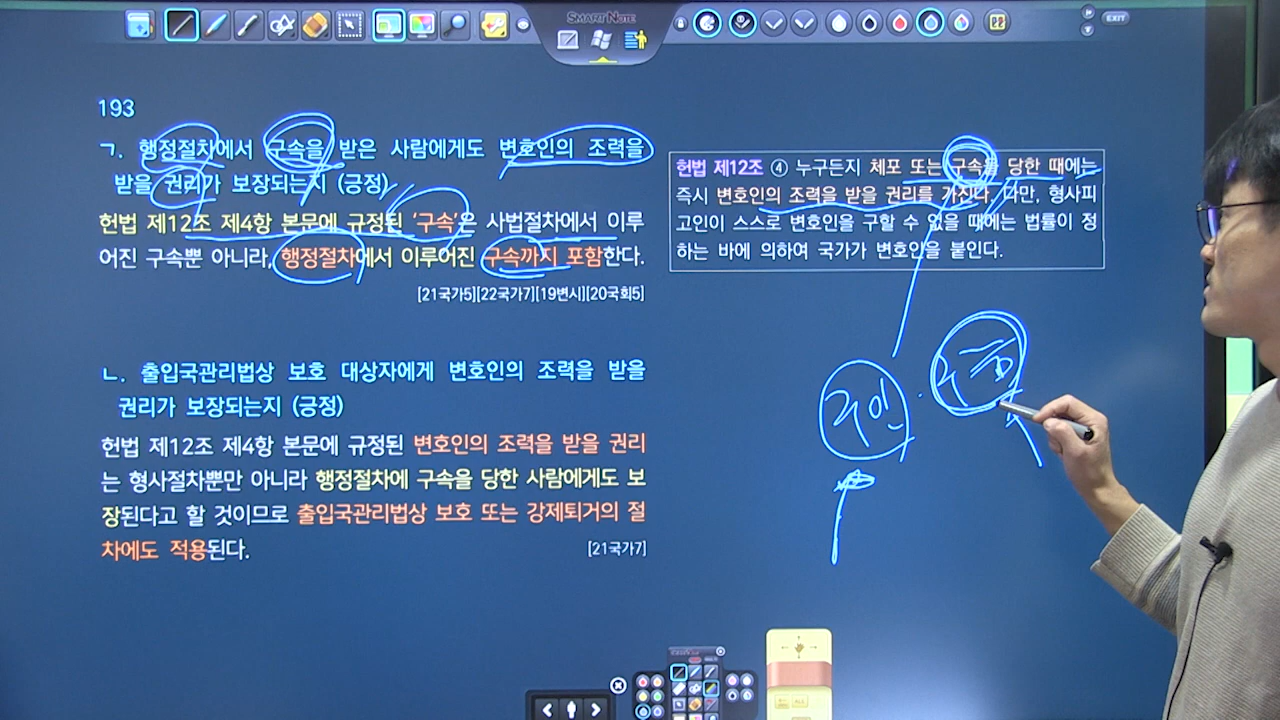 SMART NOTE
EXIT
193
ㄱ. 행정절차에서 구속을 받은 사람에게도 변호인의 조력을
받을 권리가 보장되는지 (긍정)
헌법 제12조 제4항 본문에 규정된 ‘구속’은 사법절차에서 이루
어진 구속뿐 아니라, 행정절차에서 이루어진 구속까지 포함한다.
[21국가5][22국가7][19변시][20국회5]
ㄴ. 출입국관리법상 보호 대상자에게 변호인의 조력을 받을
권리가 보장되는지 (긍정)
헌법 제12조 제4항 본문에 규정된 변호인의 조력을 받을 권리
는 형사절차뿐만 아니라 행정절차에 구속을 당한 사람에게도 보
장된다고 할 것이므로 출입국관리법상 보호 또는 강제퇴거의 절
차에도 적용된다.
[21국가7]
헌법 제12조 ④ 누구든지 체포 또는 구속을 당한 때에는
즉시 변호인의 조력을 받을 권리를 가진다. 다만, 형사피
고인이 스스로 변호인을 구할 수 없을 때에는 법률이 정
하는 바에 의하여 국가가 변호인을 붙인다.
구인